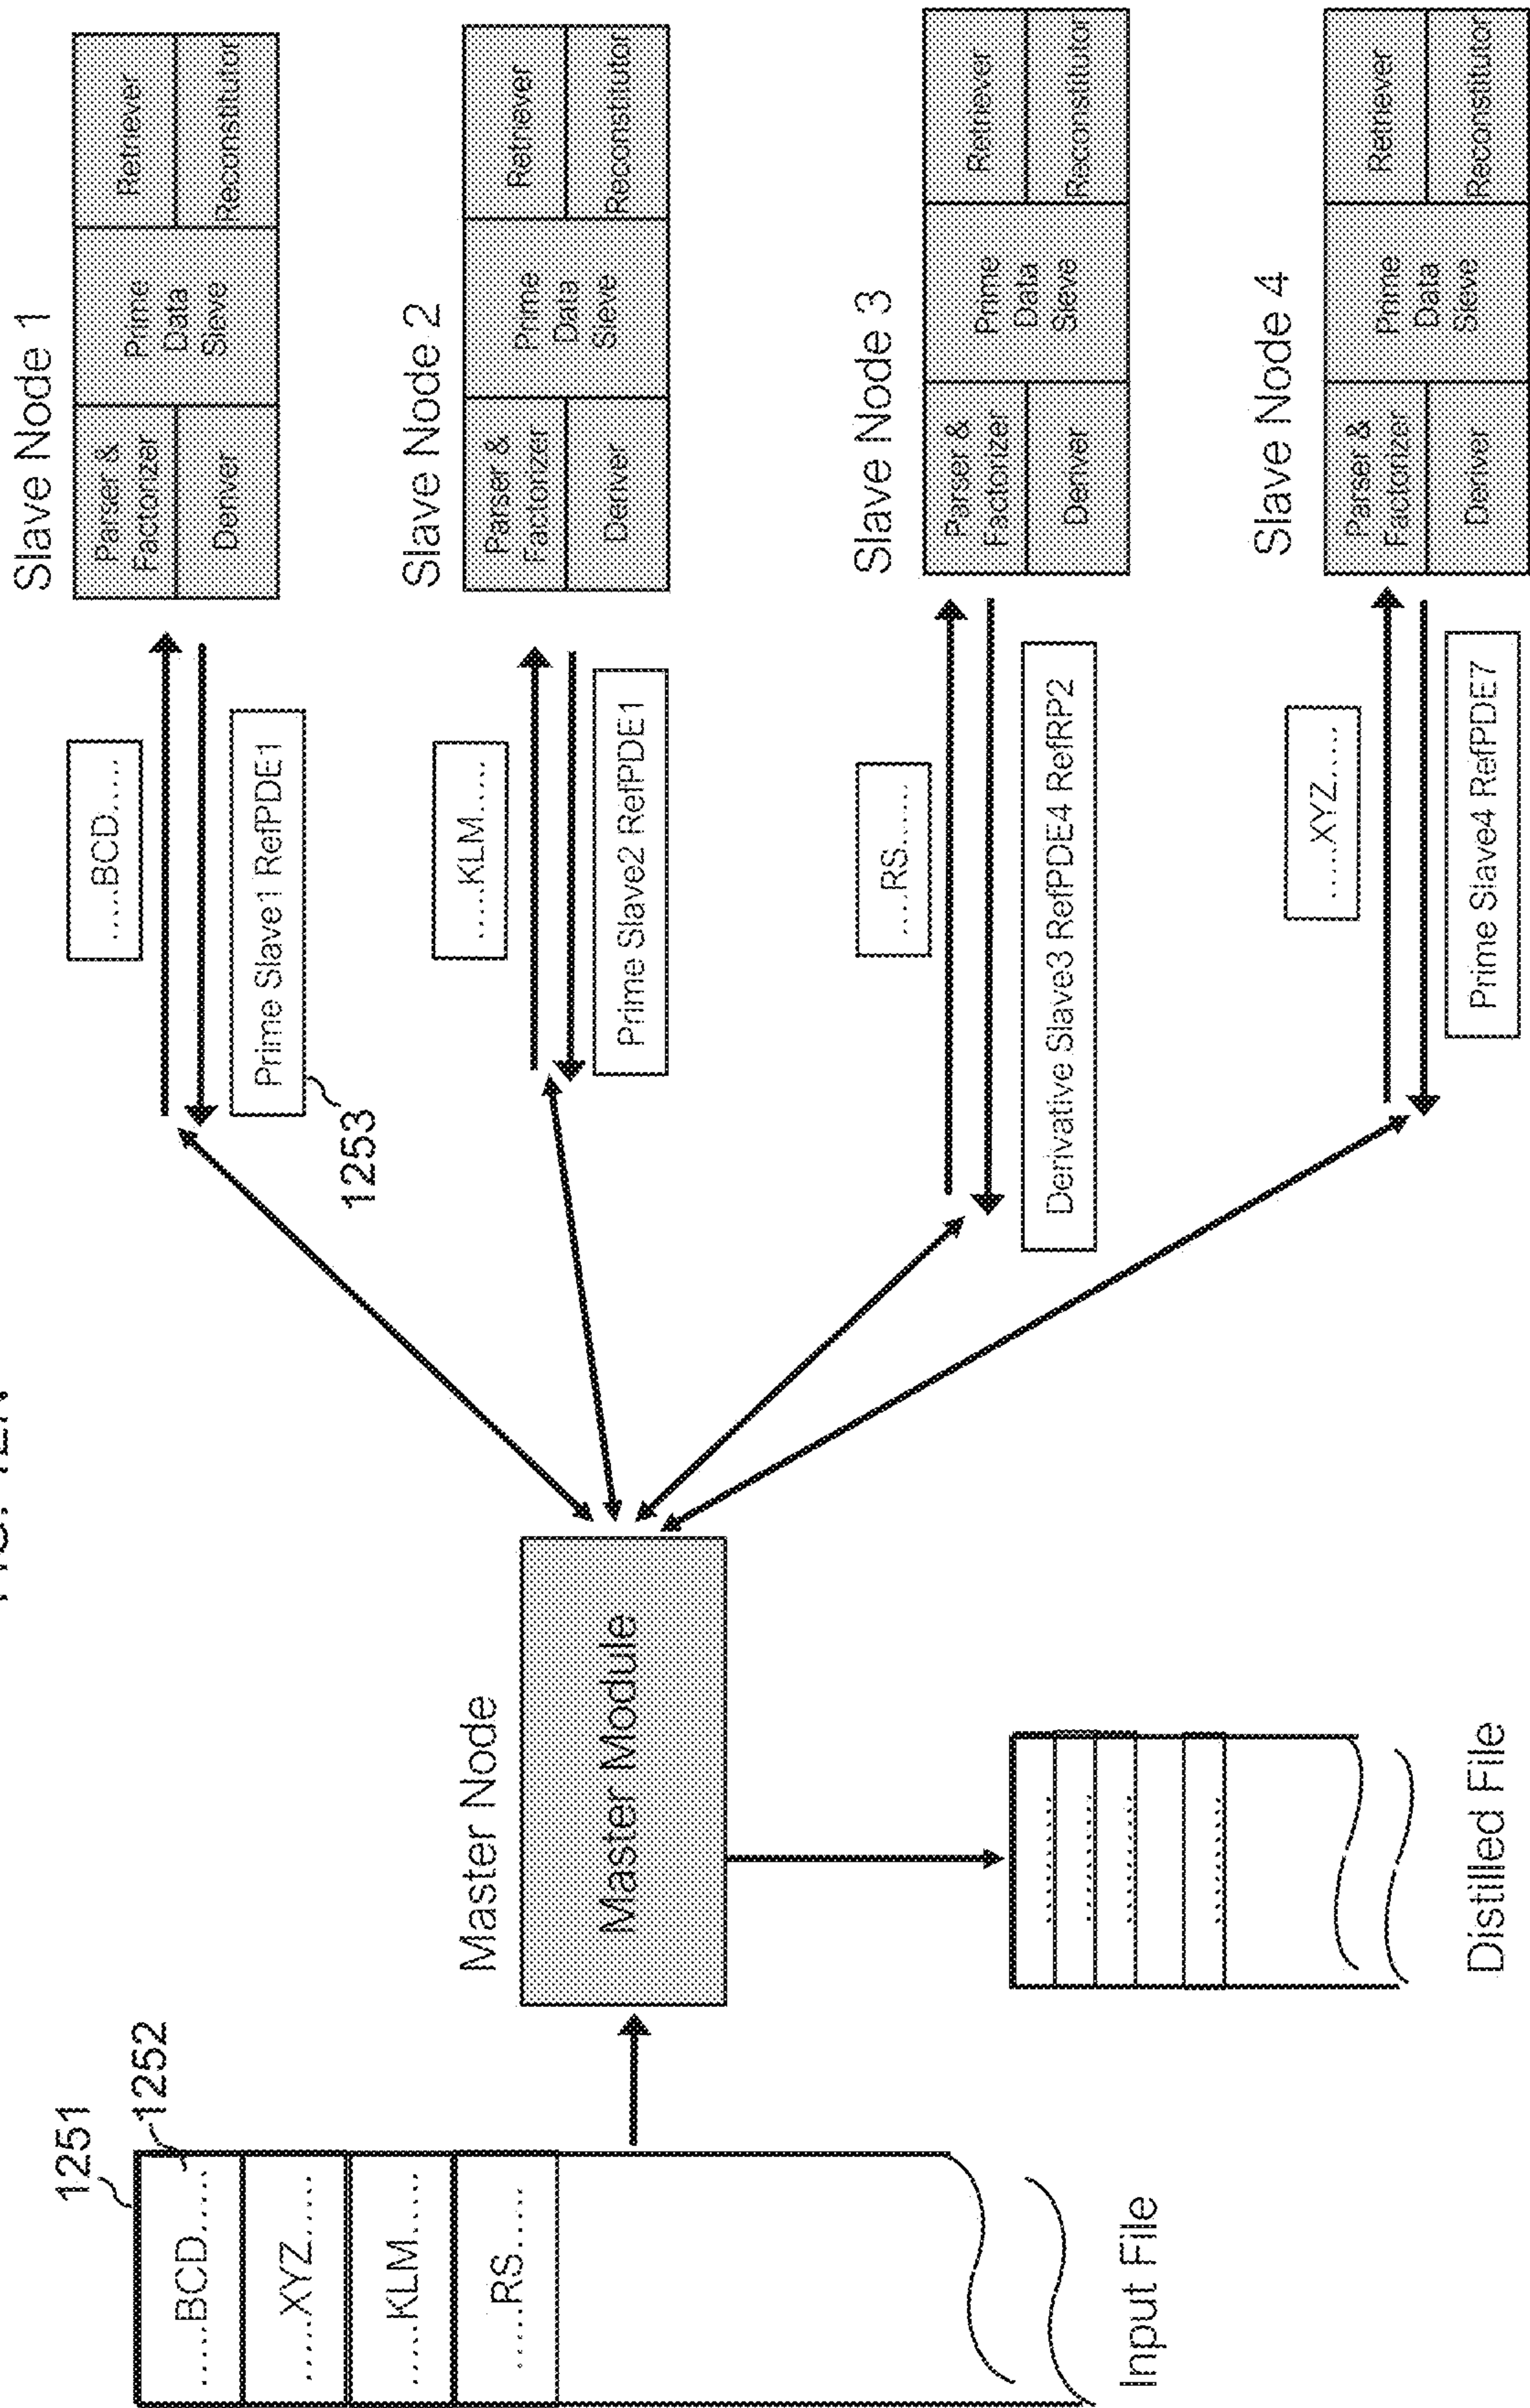 1251
1252
.....BCD.....
.....XYZ.....
.....KLM.....
.....RS.....
Input File
Master Node
Master Module
Distilled File
.....BCD.....
Prime Slave1 RefPDE1
1253
.....KLM.....
Prime Slave2 RefPDE1
.....RS.....
Derivative Slave3 RefPDE4 RefRP2
.....XYZ.....
Prime Slave4 RefPDE7
Slave Node 1
Parser &
Factorizer
Deriver
Prime
Data
Sieve
Retriever
Reconstitutor
Slave Node 2
Parser &
Factorizer
Deriver
Prime
Data
Sieve
Retriever
Reconstitutor
Slave Node 3
Parser &
Factorizer
Deriver
Prime
Data
Sieve
Retriever
Reconstitutor
Slave Node 4
Parser &
Factorizer
Deriver
Prime
Data
Sieve
Retriever
Reconstitutor